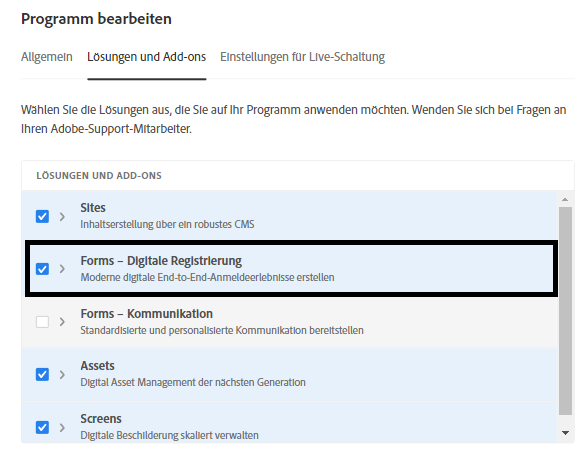 Programm bearbeiten
Allgemein Lösungen und Add-ons Einstellungen für Live-Schaltung
Wählen Sie die Lösungen aus, die Sie auf Ihr Programm anwenden möchten. Wenden Sie sich bei Fragen an
Ihren Adobe-Support-Mitarbeiter.
LÖSUNGEN UND ADD-ONS
Sites
Inhaltserstellung über ein robustes CMS
Forms – Digitale Registrierung
Moderne digitale End-to-End-Anmeldeerlebnisse erstellen
Forms – Kommunikation
Standardisierte und personalisierte Kommunikation bereitstellen
Assets
Digital Asset Management der nächsten Generation
Screens
Digitale Beschilderung skaliert verwalten